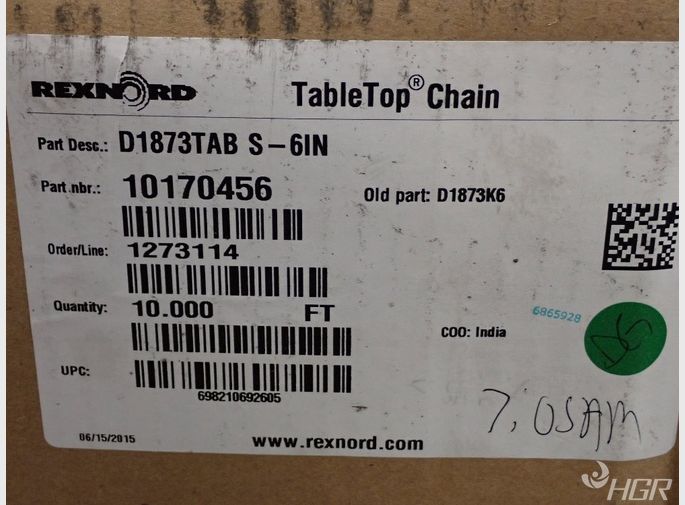 REXNORD TableTop® Chain
Part Desc.: D1873TAB S-6IN
Part.nbr.: 10170456 Old part: D1873K6
Order/Line: 1273114
Quantity: 10.000 FT
6865928
COO: India
DG
UPC:
698210692605
7.05AM
06/15/2015 www.rexnord.com
HGR